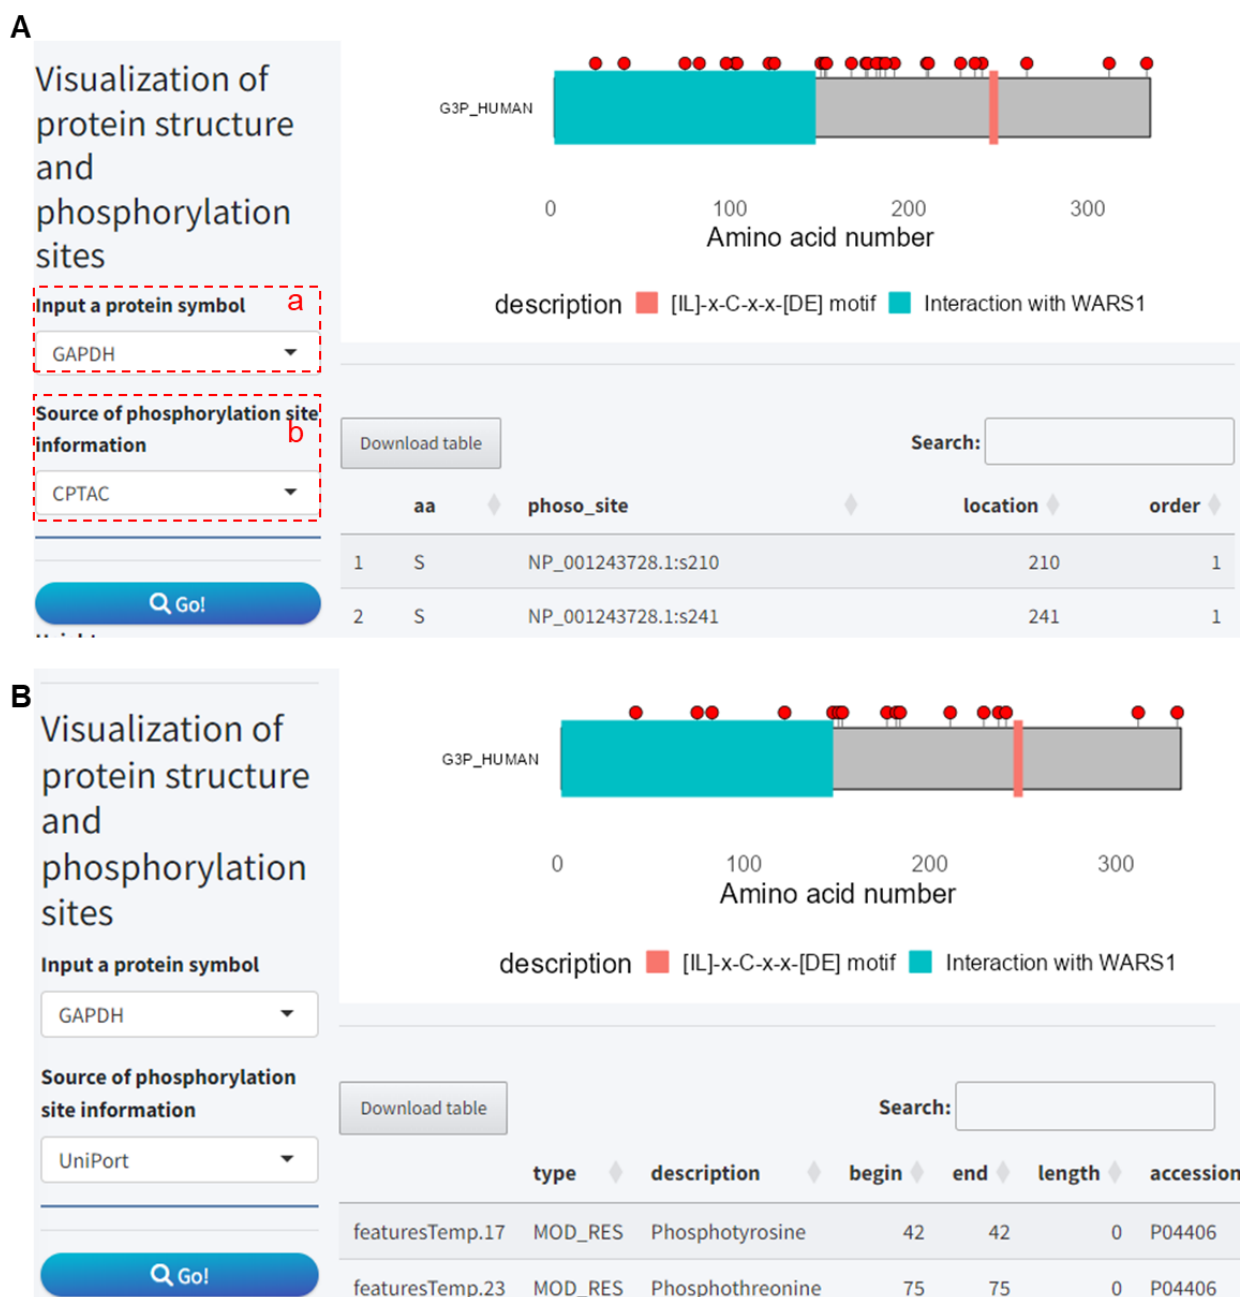 A
Visualization of
protein structure
and
phosphorylation
sites
Input a protein symbol
a
GAPDH
Source of phosphorylation site
information
b
CPTAC
Go!
G3P_HUMAN
0 100 200 300
Amino acid number
description [IL]-x-C-x-x-[DE] motif Interaction with WARS1
Download table Search:
aa phoso_site location order
1 S NP_001243728.1:s210 210 1
2 S NP_001243728.1:s241 241 1
B
Visualization of
protein structure
and
phosphorylation
sites
Input a protein symbol
GAPDH
Source of phosphorylation
site information
UniPort
Go!
G3P_HUMAN
0 100 200 300
Amino acid number
description [IL]-x-C-x-x-[DE] motif Interaction with WARS1
Download table Search:
type description begin end length accession
featuresTemp.17 MOD_RES Phosphotyrosine 42 42 0 P04406
featuresTemp.23 MOD_RES Phosphothreonine 75 75 0 P04406